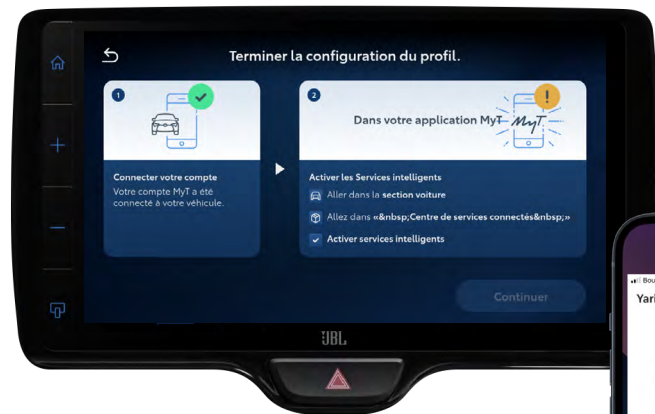 Terminer la configuration du profil.
1
Connecter votre compte
Votre compte MyT a été
connecté à votre véhicule.
2
Dans votre application MyT
MyT
Activer les Services intelligents
Aller dans la section voiture
Allez dans «&nbsp;Centre de services connectés&nbsp;»
Activer services intelligents
Continuer
JBL